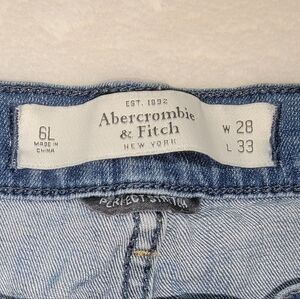 EST. 1892
Abercrombie
& Fitch
NEW YORK
6L
MADE IN
CHINA
W 28
L 33
PERFECT STRETCH